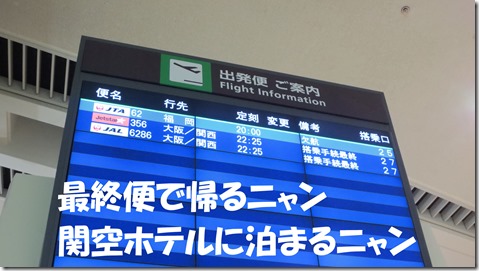 出発便 ご案内
Flight Information
便名 行先 定刻 変更 備考 搭乗口
JTA 62 福岡 20:00 欠航 25
Jetstar 356 大阪/関西 22:25 搭乗手続最終 27
JAL 6286 大阪/関西 22:25 搭乗手続最終 27
最終便で帰るニャン
関空ホテルに泊まるニャン